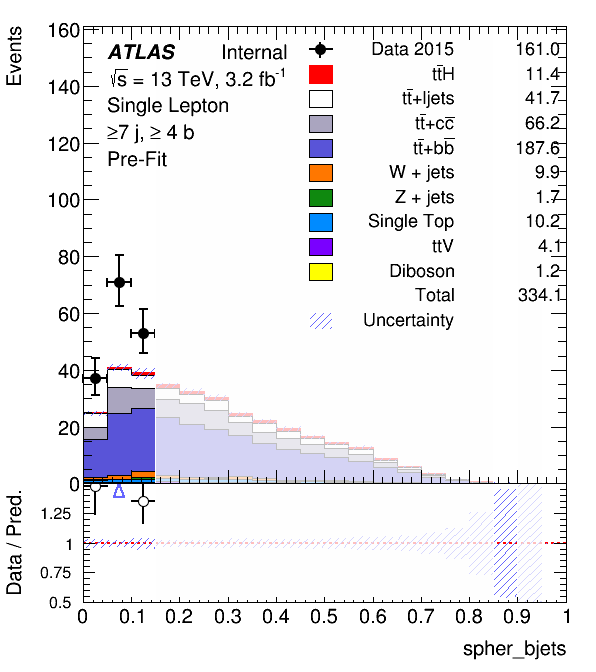 Events
160
140
120
100
80
60
40
20
0
ATLAS Internal
√s = 13 TeV, 3.2 fb⁻¹
Single Lepton
≥7 j, ≥ 4 b
Pre-Fit
Data 2015 161.0
tt̄H 11.4
tt̄+ljets 41.7
tt̄+cc̄ 66.2
tt̄+bb̄ 187.6
W + jets 9.9
Z + jets 1.7
Single Top 10.2
ttV 4.1
Diboson 1.2
Total 334.1
Uncertainty
Data / Pred.
1.25
1
0.75
0.5
0 0.1 0.2 0.3 0.4 0.5 0.6 0.7 0.8 0.9 1
spher_bjets